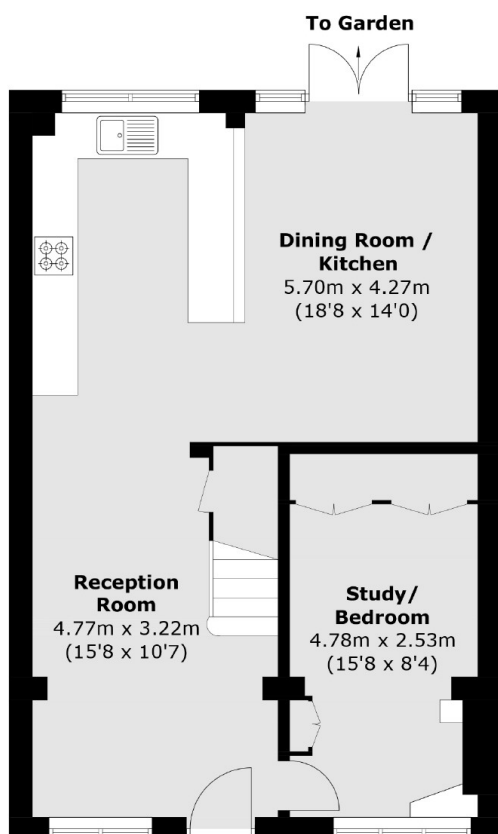 To Garden
Dining Room /
Kitchen
5.70m x 4.27m
(18'8 x 14'0)
Reception
Room
4.77m x 3.22m
(15'8 x 10'7)
Study/
Bedroom
4.78m x 2.53m
(15'8 x 8'4)